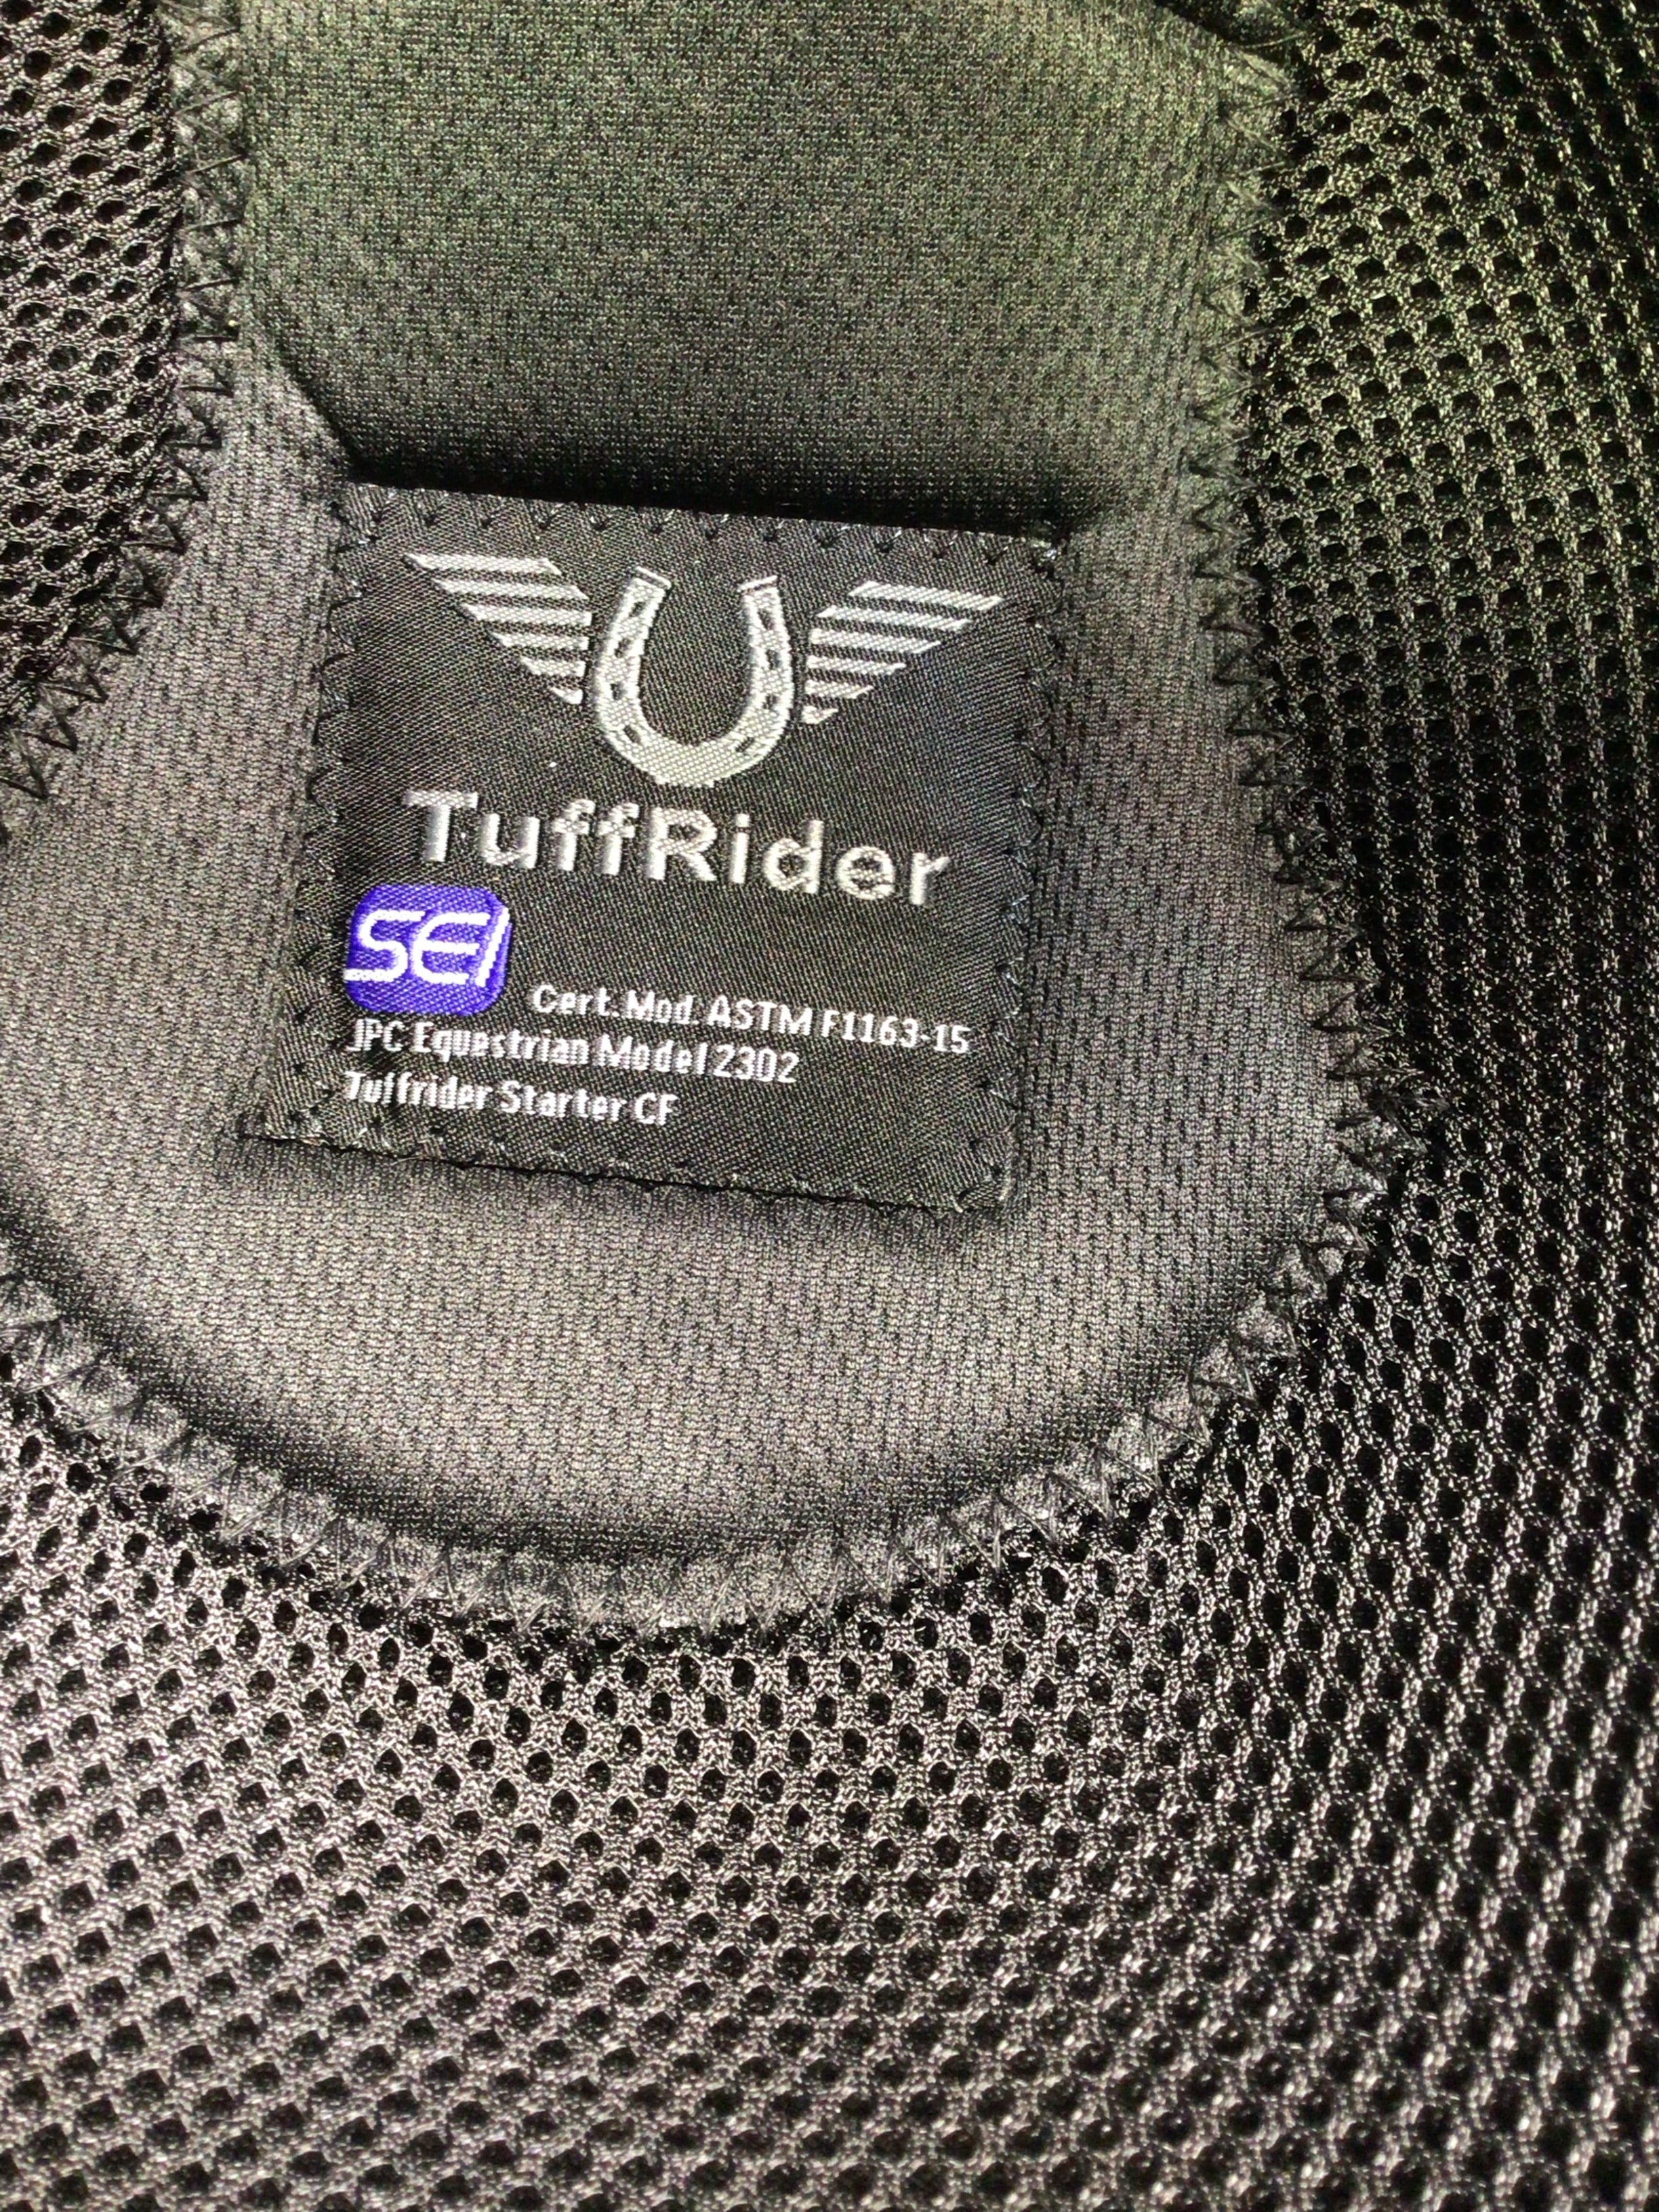 TuffRider
SEI
Cert. Mod. ASTM F1163-15
JPC Equestrian Model 2302
Tuffrider Starter CF